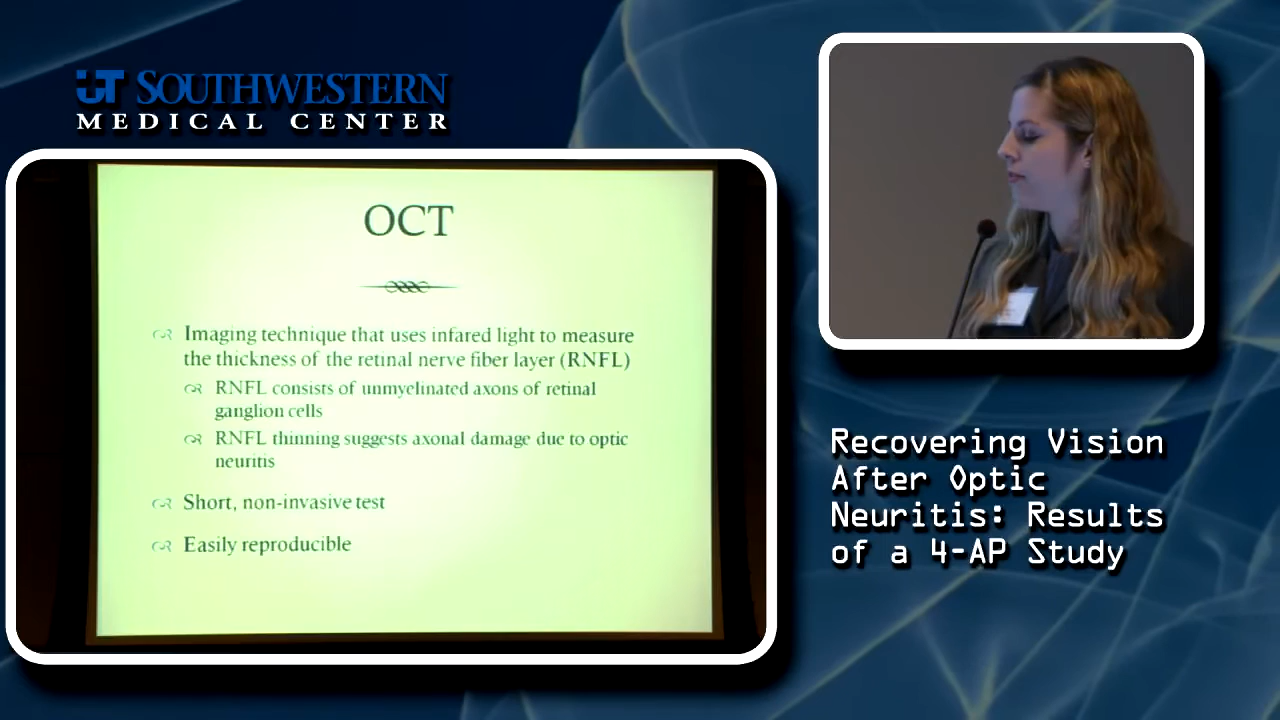 UT SOUTHWESTERN
MEDICAL CENTER
OCT
Imaging technique that uses infared light to measure
the thickness of the retinal nerve fiber layer (RNFL)
RNFL consists of unmyelinated axons of retinal
ganglion cells
RNFL thinning suggests axonal damage due to optic
neuritis
Short, non-invasive test
Easily reproducible
Recovering Vision
After Optic
Neuritis: Results
of a 4-AP Study